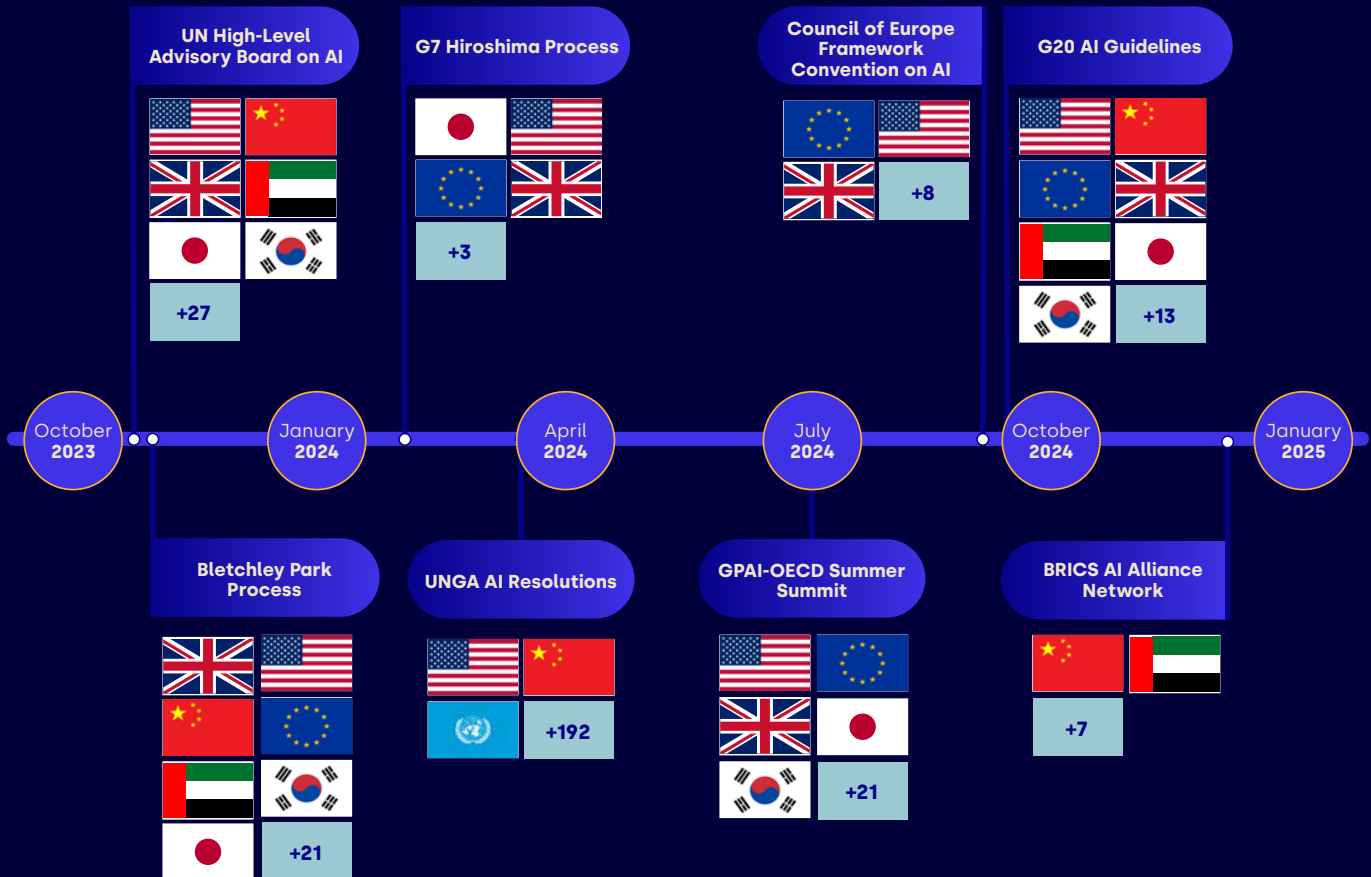 UN High-Level
Advisory Board on AI
+27
G7 Hiroshima Process
+3
Council of Europe
Framework
Convention on AI
+8
G20 AI Guidelines
+13
October
2023
January
2024
April
2024
July
2024
October
2024
January
2025
Bletchley Park
Process
+21
UNGA AI Resolutions
+192
GPAI-OECD Summer
Summit
+21
BRICS AI Alliance
Network
+7